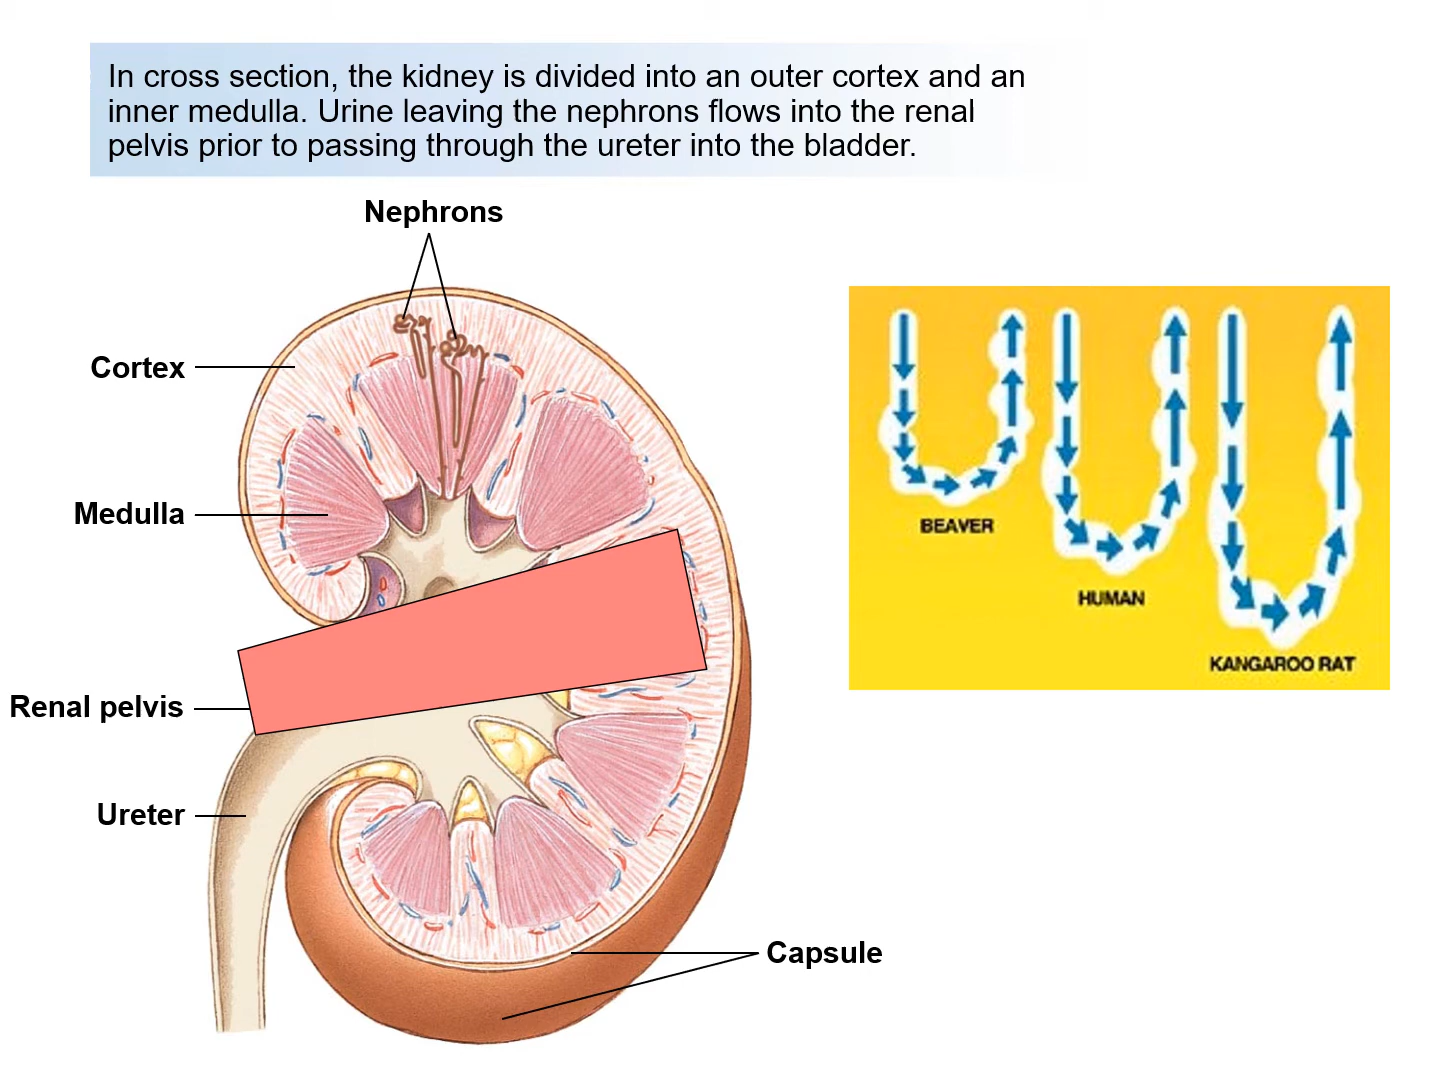 In cross section, the kidney is divided into an outer cortex and an
inner medulla. Urine leaving the nephrons flows into the renal
pelvis prior to passing through the ureter into the bladder.
Nephrons
Cortex
Medulla
Renal pelvis
Ureter
Capsule
BEAVER
HUMAN
KANGAROO RAT